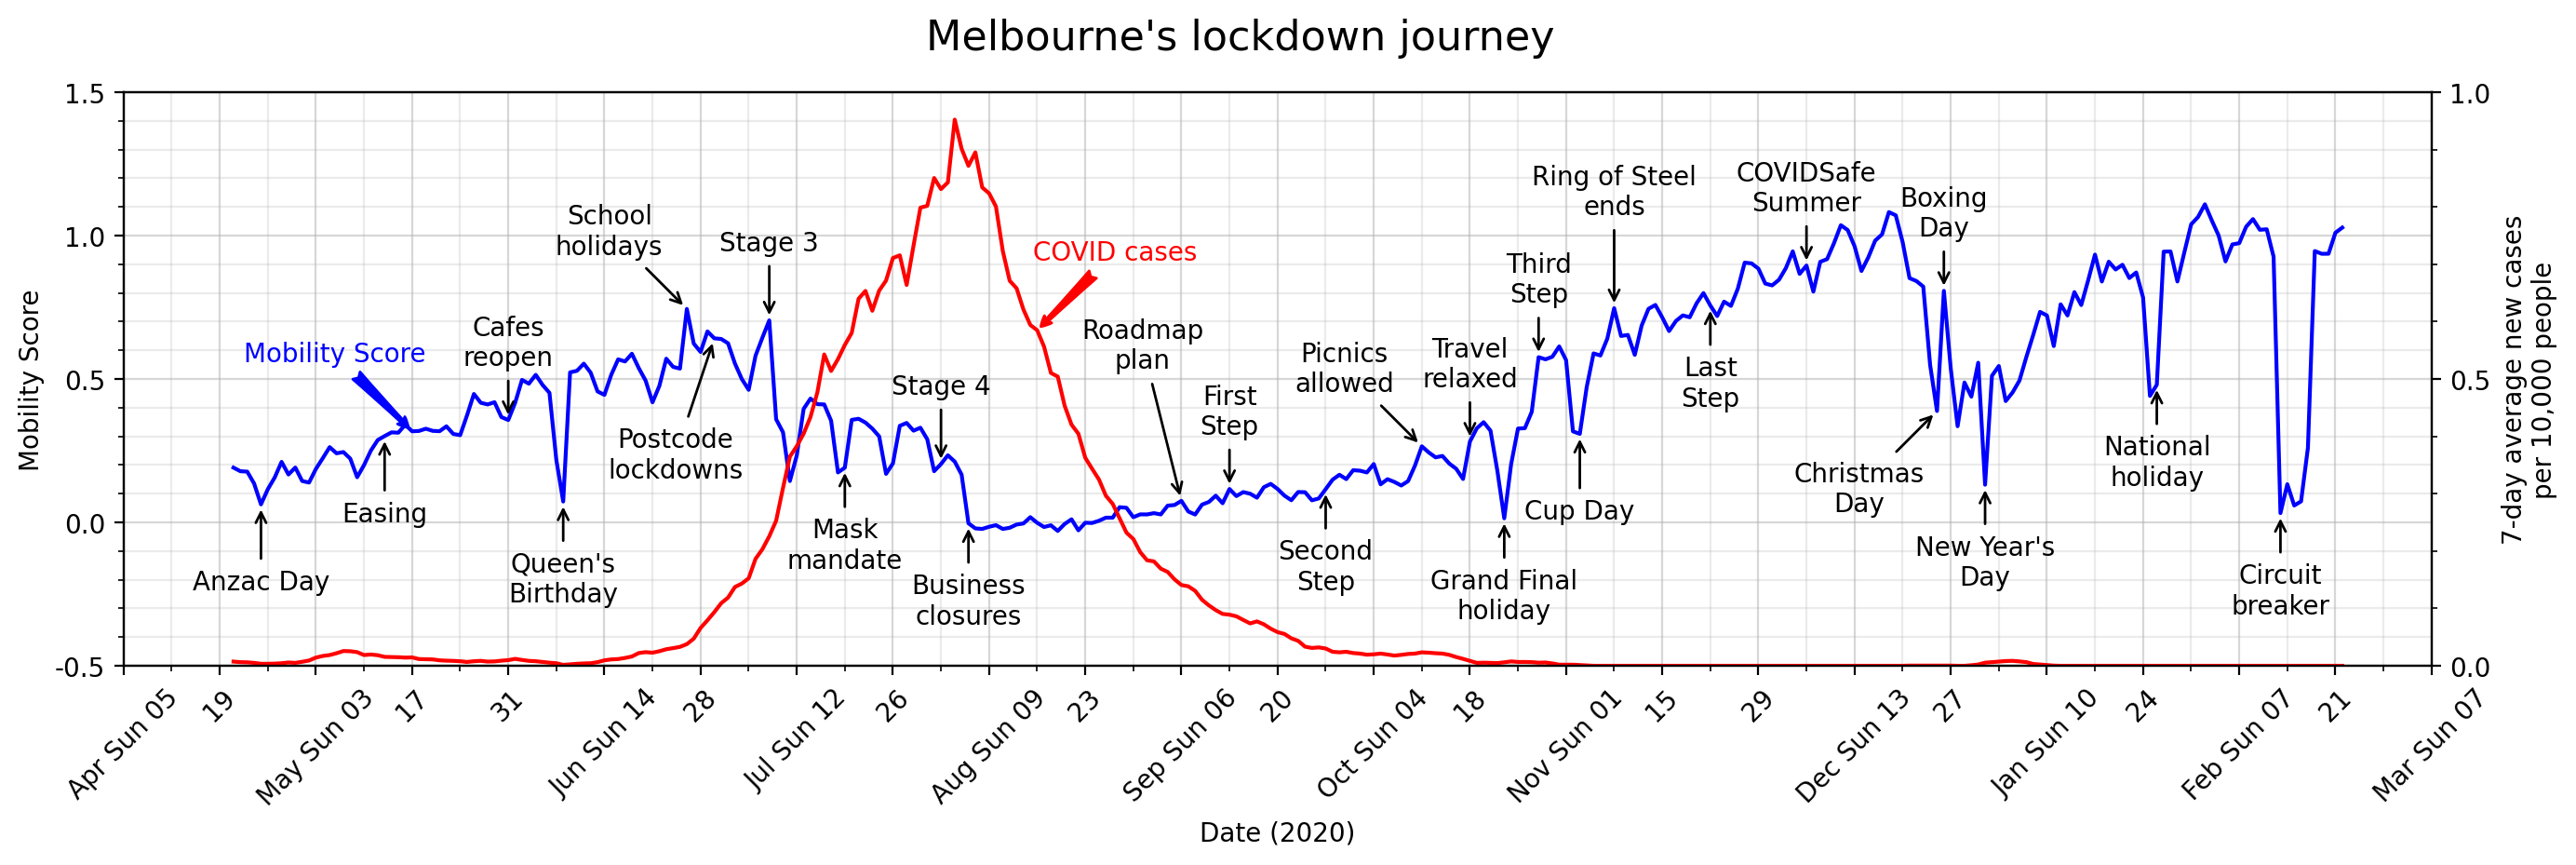 Melbourne's lockdown journey
1.5
1.0
0.5
0.0
-0.5
Mobility Score
1.0
0.5
0.0
7-day average new cases
per 10,000 people
Mobility Score
COVID cases
Anzac Day
Easing
Cafes
reopen
Queen's
Birthday
School
holidays
Postcode
lockdowns
Stage 3
Mask
mandate
Stage 4
Business
closures
Roadmap
plan
First
Step
Second
Step
Picnics
allowed
Travel
relaxed
Grand Final
holiday
Third
Step
Cup Day
Ring of Steel
ends
Last
Step
COVIDSafe
Summer
Christmas
Day
Boxing
Day
New Year's
Day
National
holiday
Circuit
breaker
Apr Sun 05
19
May Sun 03
17
31
Jun Sun 14
28
Jul Sun 12
26
Aug Sun 09
23
Sep Sun 06
20
Oct Sun 04
18
Nov Sun 01
15
29
Dec Sun 13
27
Jan Sun 10
24
Feb Sun 07
21
Mar Sun 07
Date (2020)